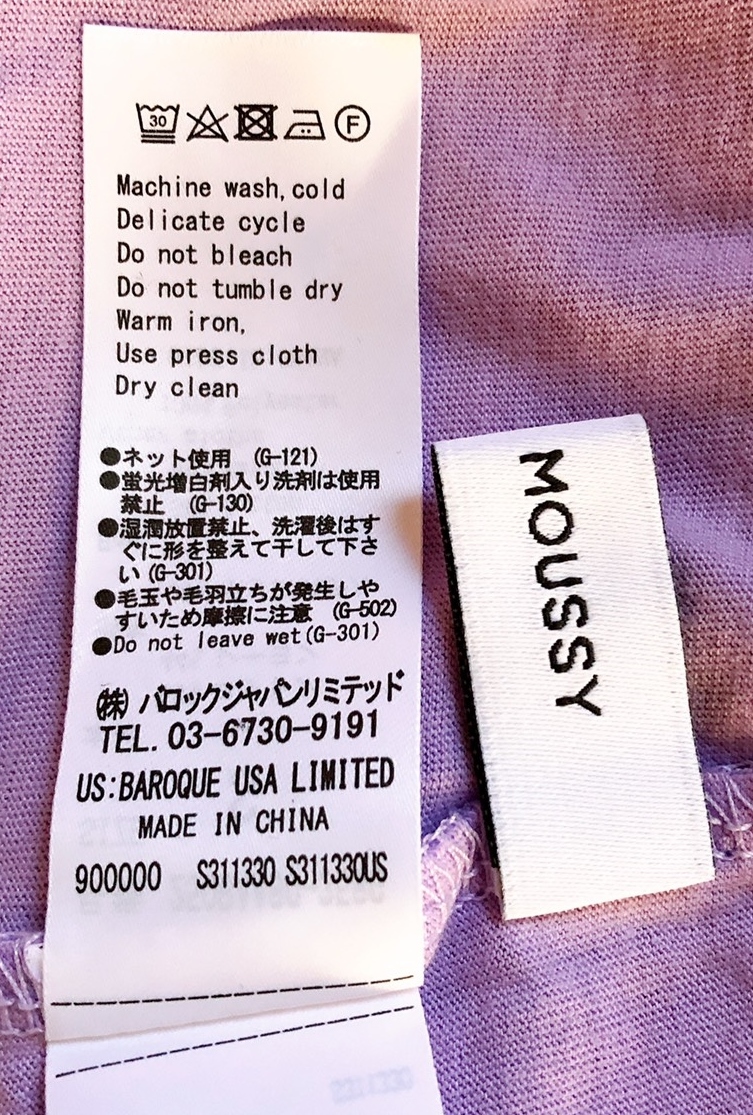 30
F
Machine wash, cold
Delicate cycle
Do not bleach
Do not tumble dry
Warm iron,
Use press cloth
Dry clean
●ネット使用 (G-121)
●蛍光増白剤入り洗剤は使用
禁止 (G-130)
●湿潤放置禁止、洗濯後はす
ぐに形を整えて干して下さ
い (G-301)
●毛玉や毛羽立ちが発生しや
すいため摩擦に注意 (G-502)
●Do not leave wet(G-301)
㈱ バロックジャパンリミテッド
TEL. 03-6730-9191
US:BAROQUE USA LIMITED
MADE IN CHINA
900000 S311330 S311330US
MOUSSY